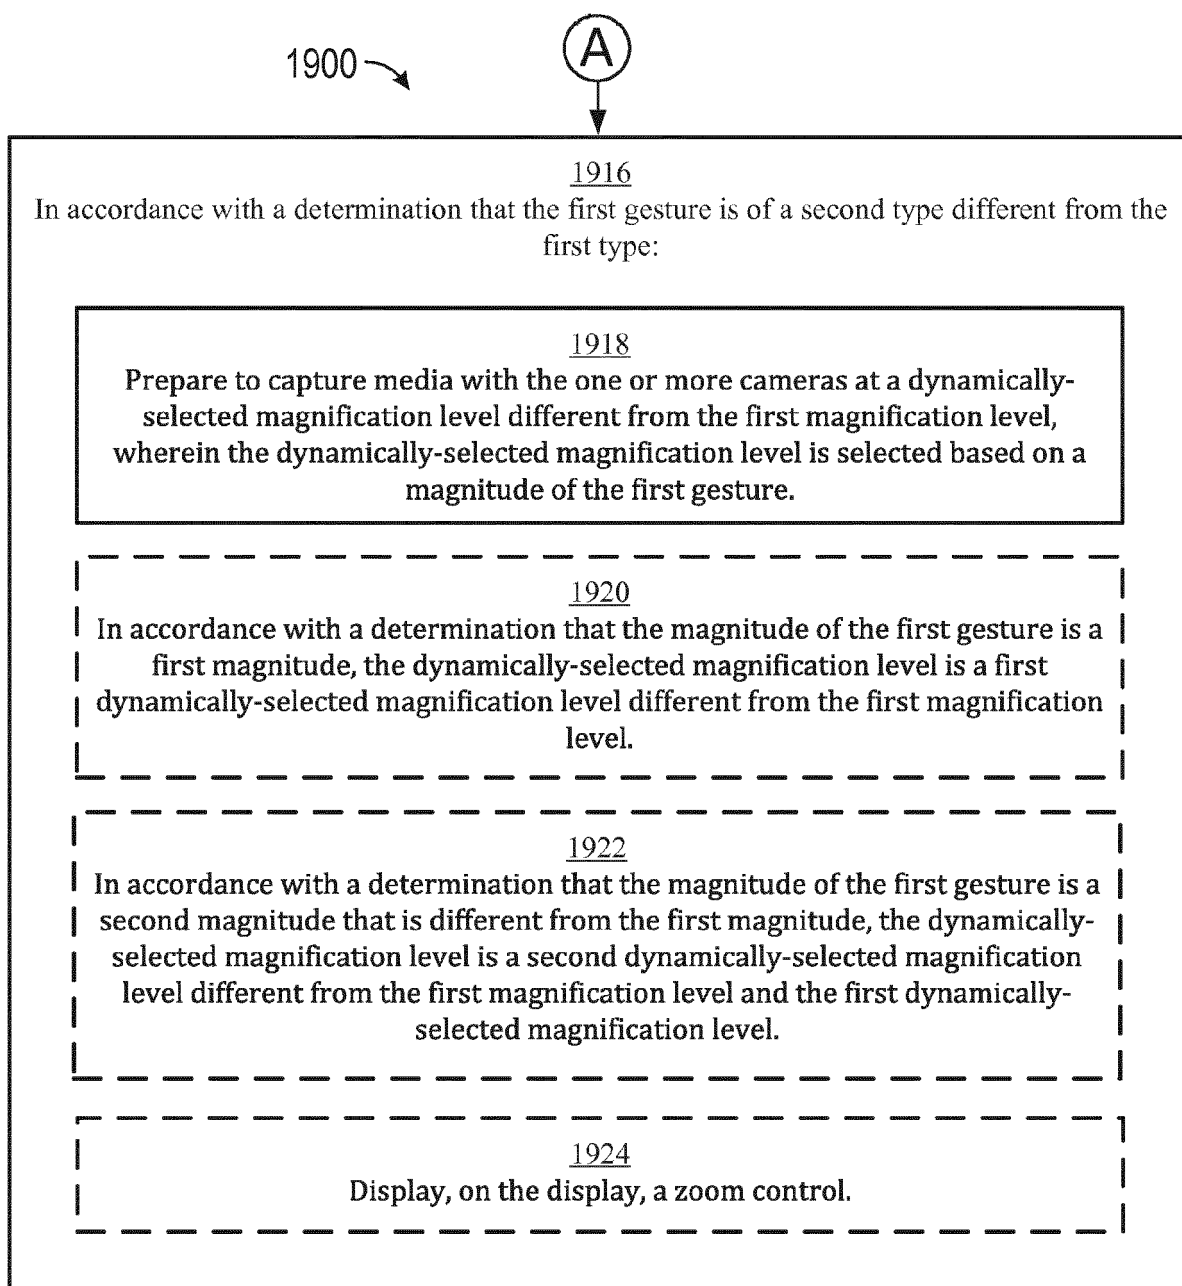 A
1900
1916
In accordance with a determination that the first gesture is of a second type different from the
first type:
1918
Prepare to capture media with the one or more cameras at a dynamically-
selected magnification level different from the first magnification level,
wherein the dynamically-selected magnification level is selected based on a
magnitude of the first gesture.
1920
In accordance with a determination that the magnitude of the first gesture is a
first magnitude, the dynamically-selected magnification level is a first
dynamically-selected magnification level different from the first magnification
level.
1922
In accordance with a determination that the magnitude of the first gesture is a
second magnitude that is different from the first magnitude, the dynamically-
selected magnification level is a second dynamically-selected magnification
level different from the first magnification level and the first dynamically-
selected magnification level.
1924
Display, on the display, a zoom control.